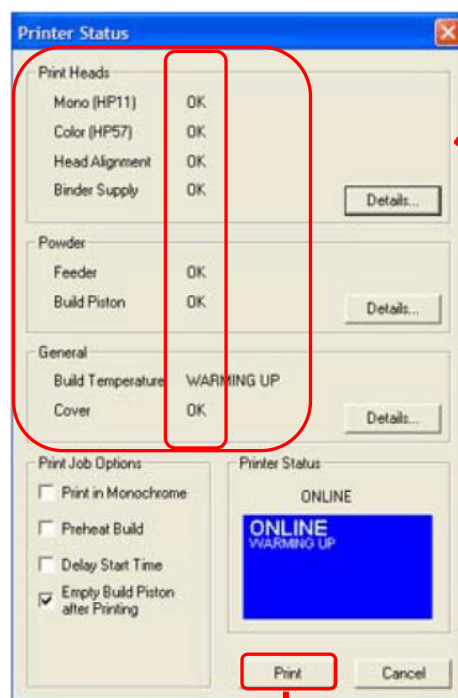 Printer Status
Print Heads
Mono (HP11) OK
Color (HP57) OK
Head Alignment OK
Binder Supply OK
Details...
Powder
Feeder OK
Build Piston OK
Details...
General
Build Temperature WARMING UP
Cover OK
Details...
Print Job Options
Print in Monochrome
Preheat Build
Delay Start Time
Empty Build Piston
after Printing
Printer Status
ONLINE
ONLINE
WARMING UP
Print Cancel